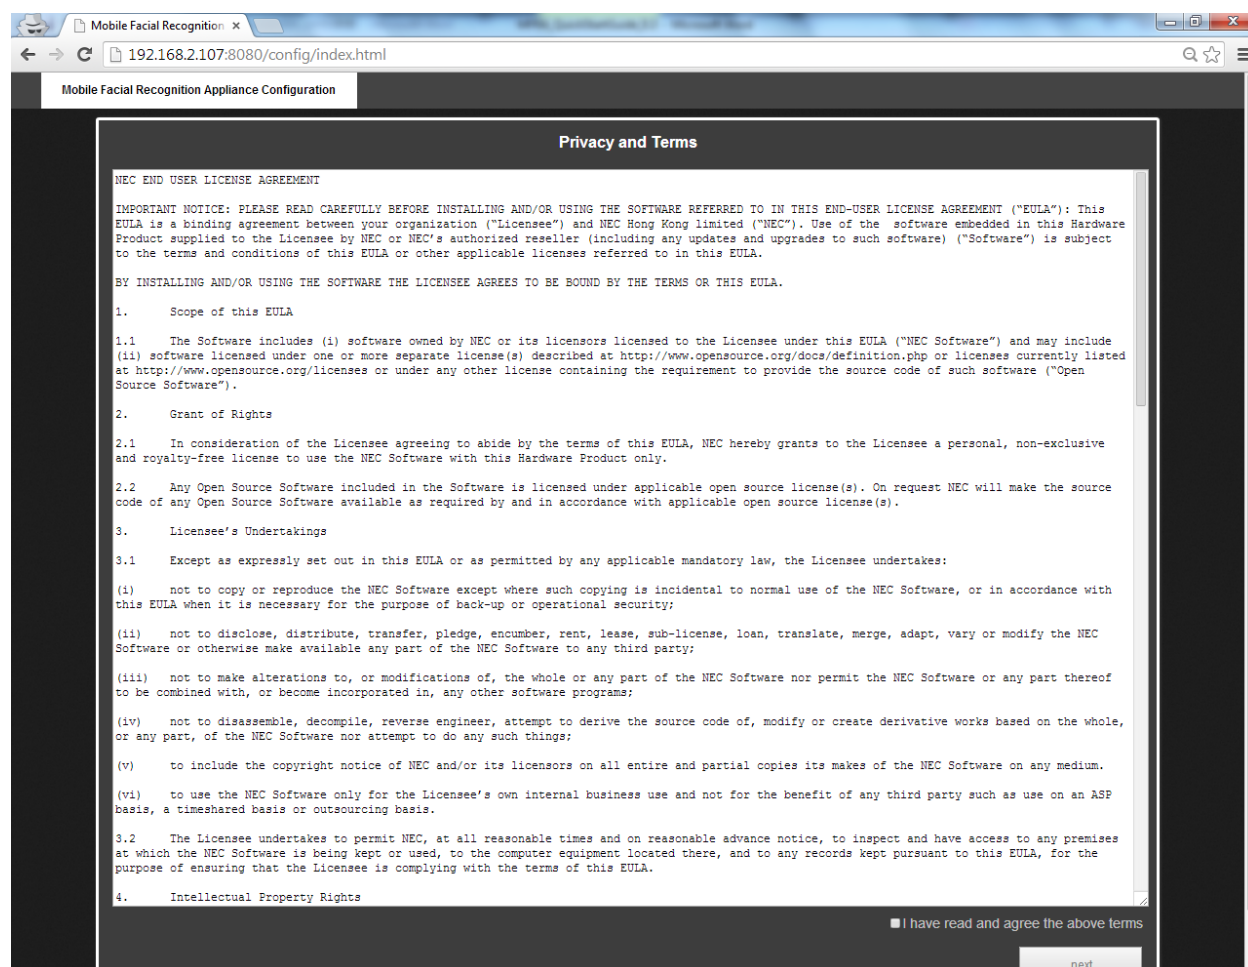 Mobile Facial Recognition
192.168.2.107:8080/config/index.html
Mobile Facial Recognition Appliance Configuration
Privacy and Terms
NEC END USER LICENSE AGREEMENT
IMPORTANT NOTICE: PLEASE READ CAREFULLY BEFORE INSTALLING AND/OR USING THE SOFTWARE REFERRED TO IN THIS END-USER LICENSE AGREEMENT (“EULA”): This
EULA is a binding agreement between your organization (“Licensee”) and NEC Hong Kong limited (“NEC”). Use of the software embedded in this Hardware
Product supplied to the Licensee by NEC or NEC’s authorized reseller (including any updates and upgrades to such software) (“Software”) is subject
to the terms and conditions of this EULA or other applicable licenses referred to in this EULA.
BY INSTALLING AND/OR USING THE SOFTWARE THE LICENSEE AGREES TO BE BOUND BY THE TERMS OR THIS EULA.
1. Scope of this EULA
1.1 The Software includes (i) software owned by NEC or its licensors licensed to the Licensee under this EULA (“NEC Software”) and may include
(ii) software licensed under one or more separate license(s) described at http://www.opensource.org/docs/definition.php or licenses currently listed
at http://www.opensource.org/licenses or under any other license containing the requirement to provide the source code of such software (“Open
Source Software”).
2. Grant of Rights
2.1 In consideration of the Licensee agreeing to abide by the terms of this EULA, NEC hereby grants to the Licensee a personal, non-exclusive
and royalty-free license to use the NEC Software with this Hardware Product only.
2.2 Any Open Source Software included in the Software is licensed under applicable open source license(s). On request NEC will make the source
code of any Open Source Software available as required by and in accordance with applicable open source license(s).
3. Licensee’s Undertakings
3.1 Except as expressly set out in this EULA or as permitted by any applicable mandatory law, the Licensee undertakes:
(i) not to copy or reproduce the NEC Software except where such copying is incidental to normal use of the NEC Software, or in accordance with
this EULA when it is necessary for the purpose of back-up or operational security;
(ii) not to disclose, distribute, transfer, pledge, encumber, rent, lease, sub-license, loan, translate, merge, adapt, vary or modify the NEC
Software or otherwise make available any part of the NEC Software to any third party;
(iii) not to make alterations to, or modifications of, the whole or any part of the NEC Software nor permit the NEC Software or any part thereof
to be combined with, or become incorporated in, any other software programs;
(iv) not to disassemble, decompile, reverse engineer, attempt to derive the source code of, modify or create derivative works based on the whole,
or any part, of the NEC Software nor attempt to do any such things;
(v) to include the copyright notice of NEC and/or its licensors on all entire and partial copies its makes of the NEC Software on any medium.
(vi) to use the NEC Software only for the Licensee’s own internal business use and not for the benefit of any third party such as use on an ASP
basis, a timeshared basis or outsourcing basis.
3.2 The Licensee undertakes to permit NEC, at all reasonable times and on reasonable advance notice, to inspect and have access to any premises
at which the NEC Software is being kept or used, to the computer equipment located there, and to any records kept pursuant to this EULA, for the
purpose of ensuring that the Licensee is complying with the terms of this EULA.
4. Intellectual Property Rights
I have read and agree the above terms
next